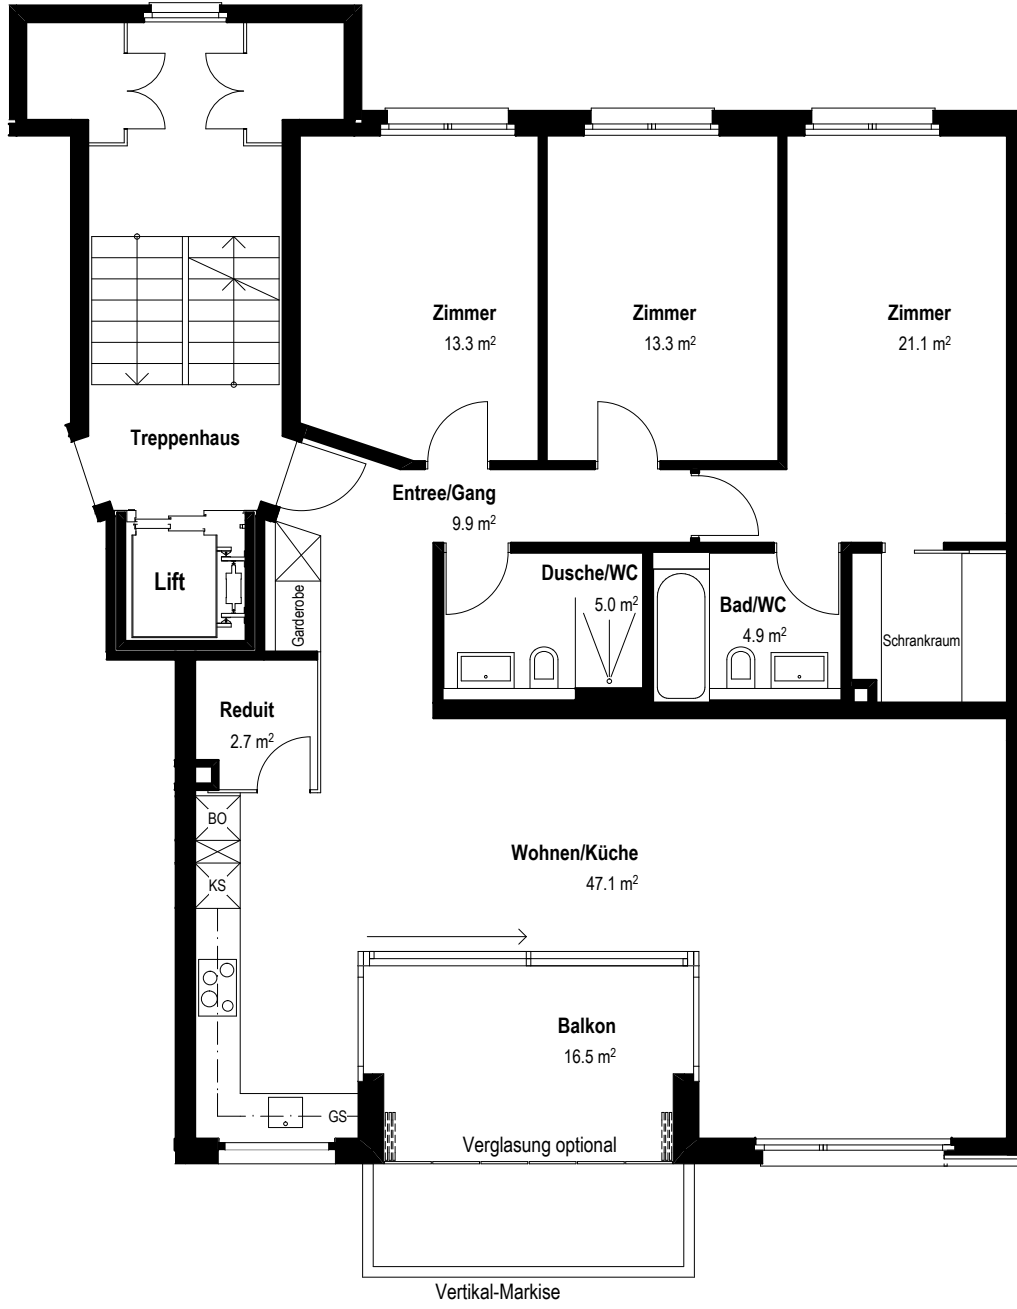 Zimmer
13.3 m²
Zimmer
13.3 m²
Zimmer
21.1 m²
Treppenhaus
Entree/Gang
9.9 m²
Lift
Garderobe
Dusche/WC
5.0 m²
Bad/WC
4.9 m²
Schrankraum
Reduit
2.7 m²
BO
KS
Wohnen/Küche
47.1 m²
Balkon
16.5 m²
GS
Verglasung optional
Vertikal-Markise